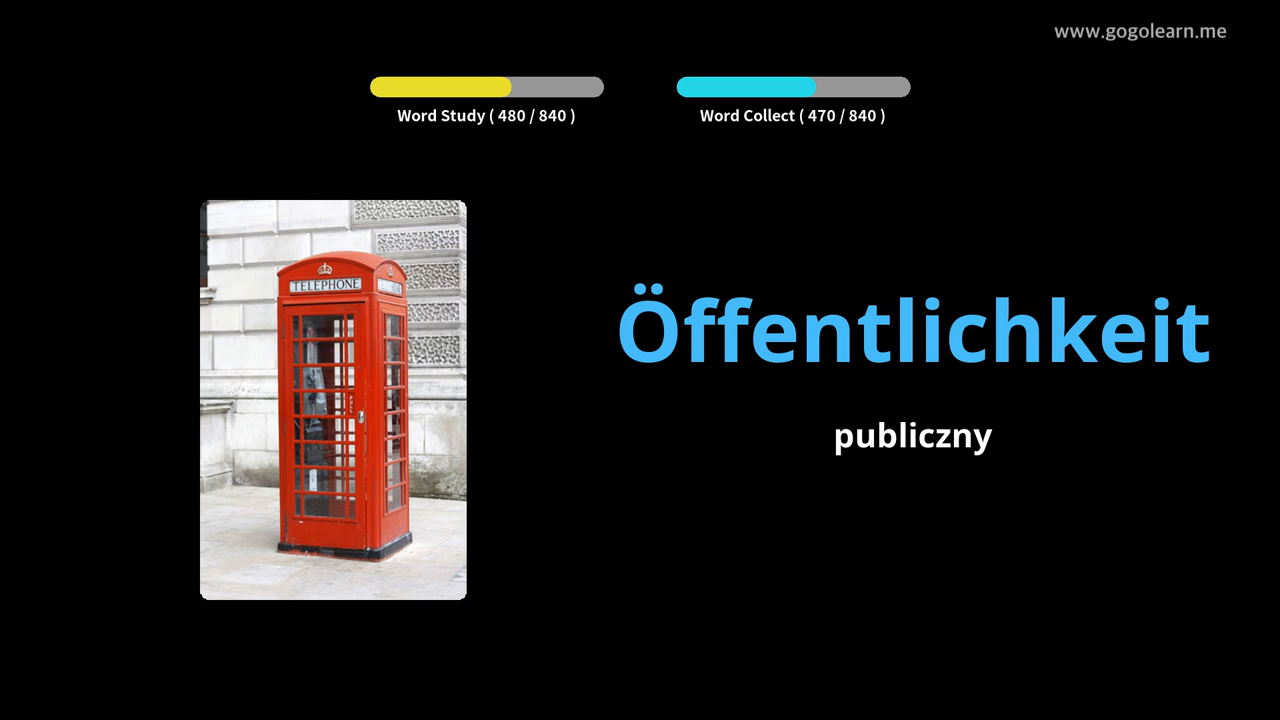 www.gogolearn.me
Word Study ( 480 / 840 )
Word Collect ( 470 / 840 )
TELEPHONE
Öffentlichkeit
publiczny